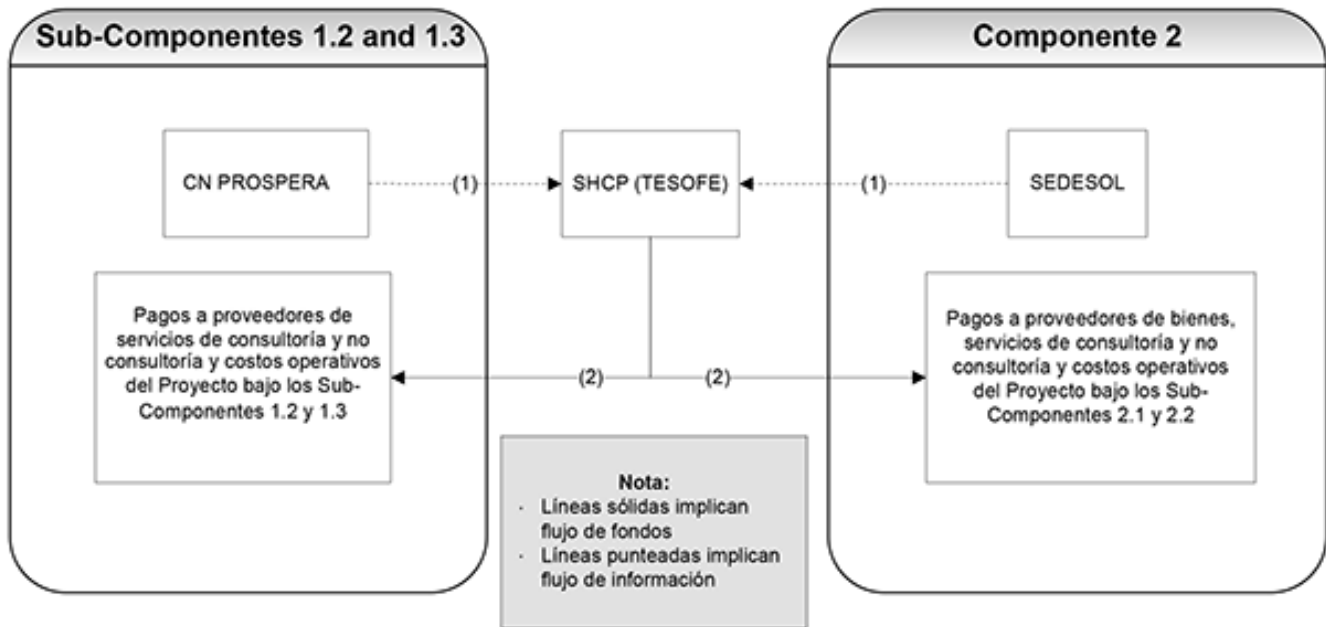 Sub-Componentes 1.2 and 1.3
Componente 2
CN PROSPERA
(1)
SHCP (TESOFE)
(1)
SEDESOL
Pagos a proveedores de
servicios de consultoría y no
consultoría y costos operativos
del Proyecto bajo los Sub-
Componentes 1.2 y 1.3
(2)
(2)
Pagos a proveedores de bienes,
servicios de consultoría y no
consultoría y costos operativos
del Proyecto bajo los Sub-
Componentes 2.1 y 2.2
Nota:
· Líneas sólidas implican
flujo de fondos
· Líneas punteadas implican
flujo de información